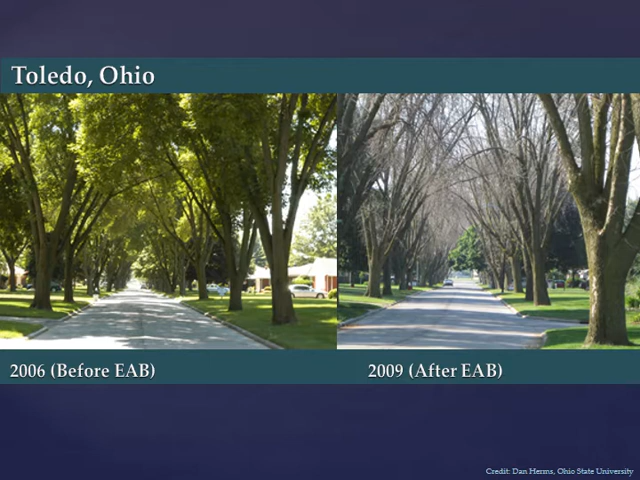 Toledo, Ohio
2006 (Before EAB)
2009 (After EAB)
Credit: Dan Herms, Ohio State University